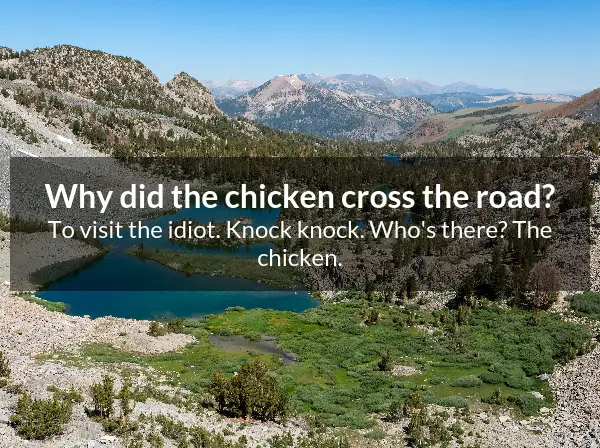 Why did the chicken cross the road?
To visit the idiot. Knock knock. Who's there? The
chicken.